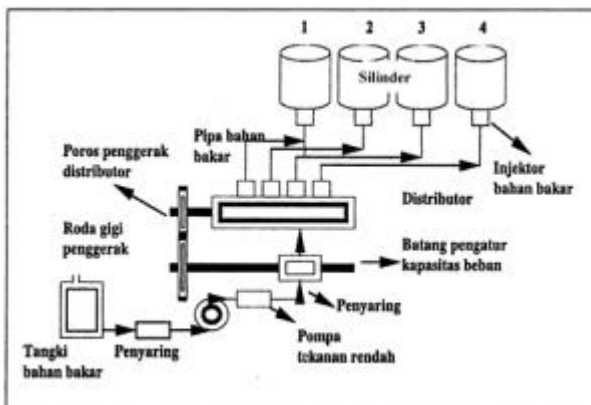 1 2 3 4
Silinder
Pipa bahan
bakar
Poros penggerak
distributor
Injektor
bahan bakar
Distributor
Roda gigi
penggerak
Batang pengatur
kapasitas beban
Penyaring
Tangki
bahan bakar
Penyaring
Pompa
tekanan rendah